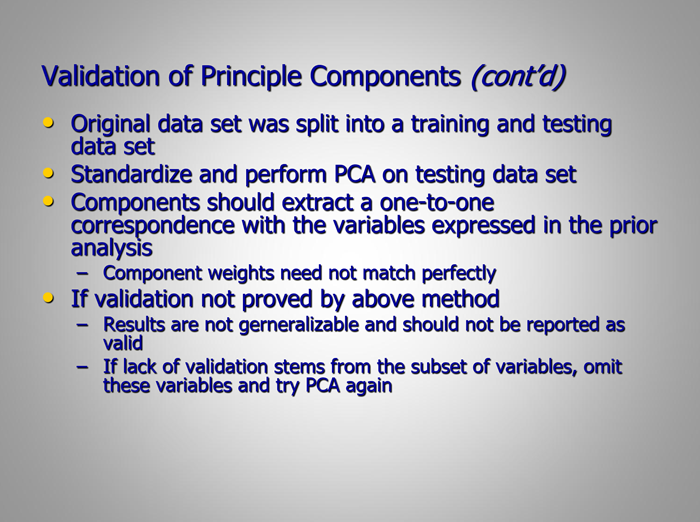 Validation of Principle Components (cont’d)
• Original data set was split into a training and testing
data set
• Standardize and perform PCA on testing data set
• Components should extract a one-to-one
correspondence with the variables expressed in the prior
analysis
– Component weights need not match perfectly
• If validation not proved by above method
– Results are not gerneralizable and should not be reported as
valid
– If lack of validation stems from the subset of variables, omit
these variables and try PCA again